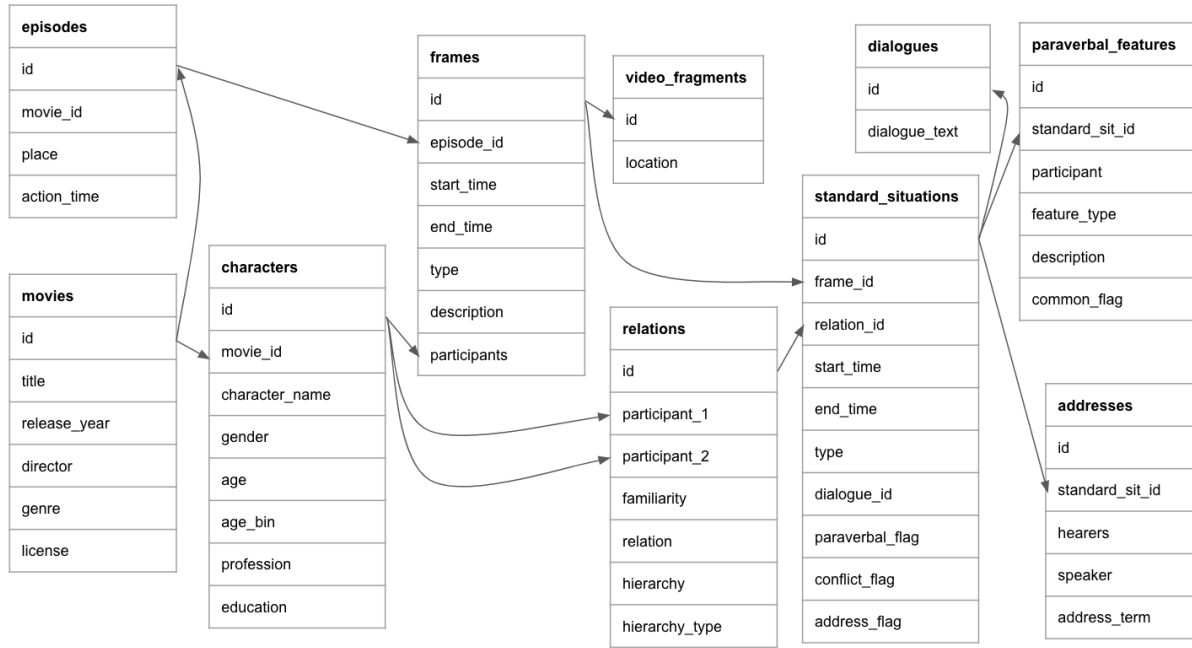 episodes
id
movie_id
place
action_time
movies
id
title
release_year
director
genre
license
characters
id
movie_id
character_name
gender
age
age_bin
profession
education
frames
id
episode_id
start_time
end_time
type
description
participants
video_fragments
id
location
relations
id
participant_1
participant_2
familiarity
relation
hierarchy
hierarchy_type
dialogues
id
dialogue_text
standard_situations
id
frame_id
relation_id
start_time
end_time
type
dialogue_id
paraverbal_flag
conflict_flag
address_flag
paraverbal_features
id
standard_sit_id
participant
feature_type
description
common_flag
addresses
id
standard_sit_id
hearers
speaker
address_term